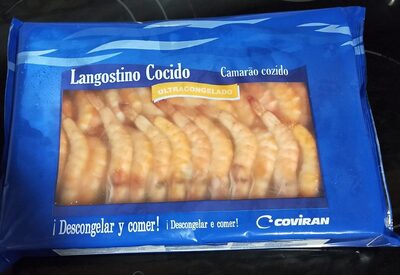 Langostino Cocido Camarão cozido
ULTRACONGELADO
¡Descongelar y comer! ¡Descongelar e comer! COVIRAN